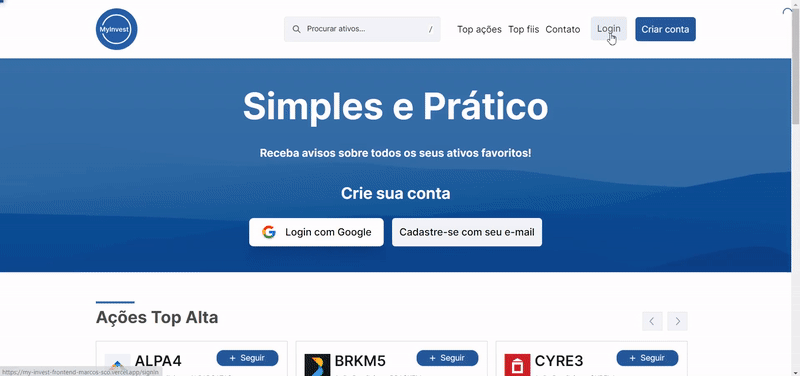 MyInvest
Procurar ativos... /
Top ações Top fiis Contato Login Criar conta
Simples e Prático
Receba avisos sobre todos os seus ativos favoritos!
Crie sua conta
Login com Google Cadastre-se com seu e-mail
Ações Top Alta
ALPA4 + Seguir
BRKM5 + Seguir
CYRE3 + Seguir
https://my-invest-frontend-marcos-sco.vercel.app/signin